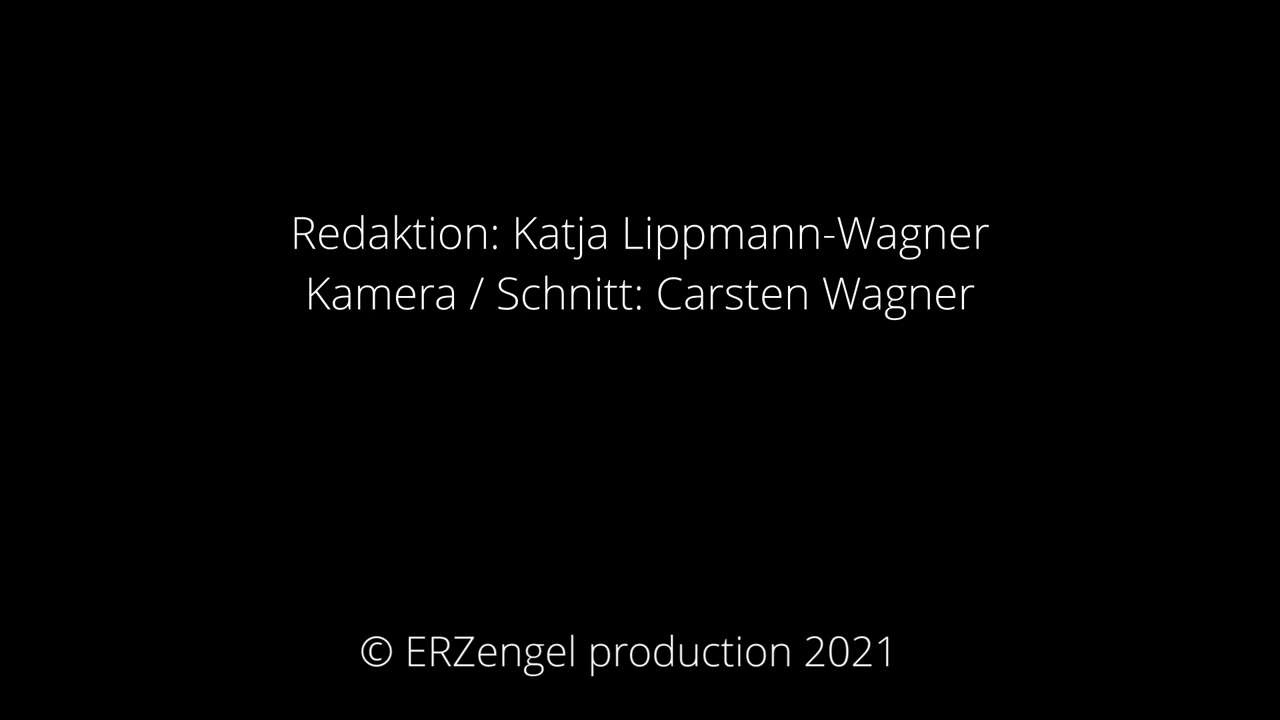 Redaktion: Katja Lippmann-Wagner
Kamera / Schnitt: Carsten Wagner
© ERZengel production 2021